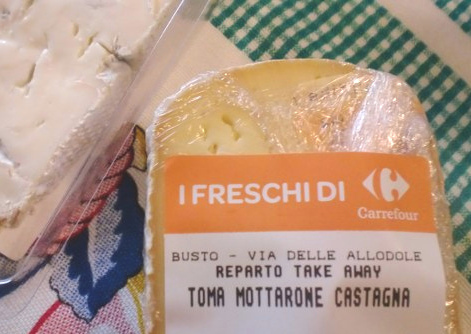 I FRESCHI DI
Carrefour
BUSTO - VIA DELLE ALLODOLE
REPARTO TAKE AWAY
TOMA MOTTARONE CASTAGNA